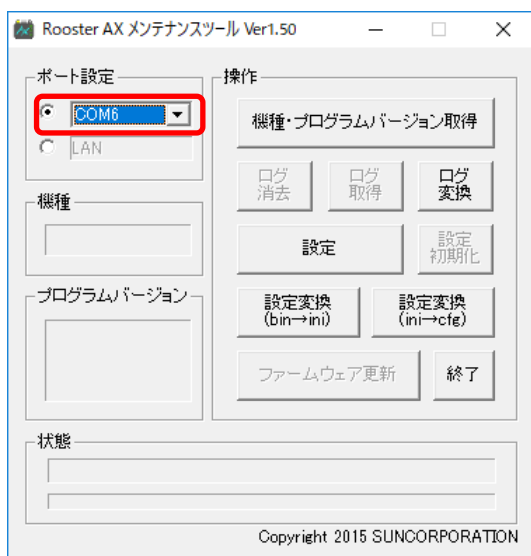 Rooster AX メンテナンスツール Ver1.50
ポート設定
COM6
LAN
機種
プログラムバージョン
操作
機種・プログラムバージョン取得
ログ
消去
ログ
取得
ログ
変換
設定
設定
初期化
設定変換
(bin→ini)
設定変換
(ini→cfg)
ファームウェア更新
終了
状態
Copyright 2015 SUNCORPORATION